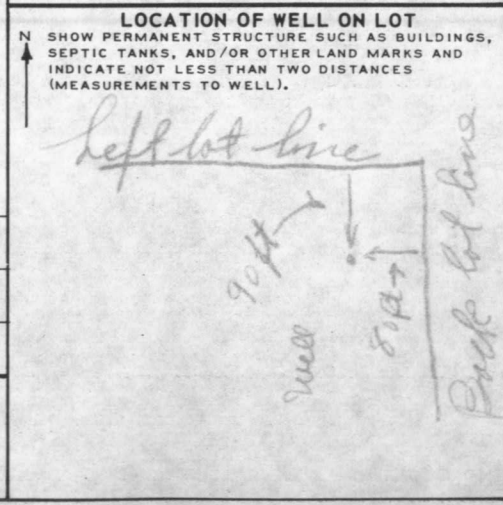 LOCATION OF WELL ON LOT
N SHOW PERMANENT STRUCTURE SUCH AS BUILDINGS,
SEPTIC TANKS, AND/OR OTHER LAND MARKS AND
INDICATE NOT LESS THAN TWO DISTANCES
(MEASUREMENTS TO WELL).
Left lot line
90 ft
Well
80 ft
Back lot line